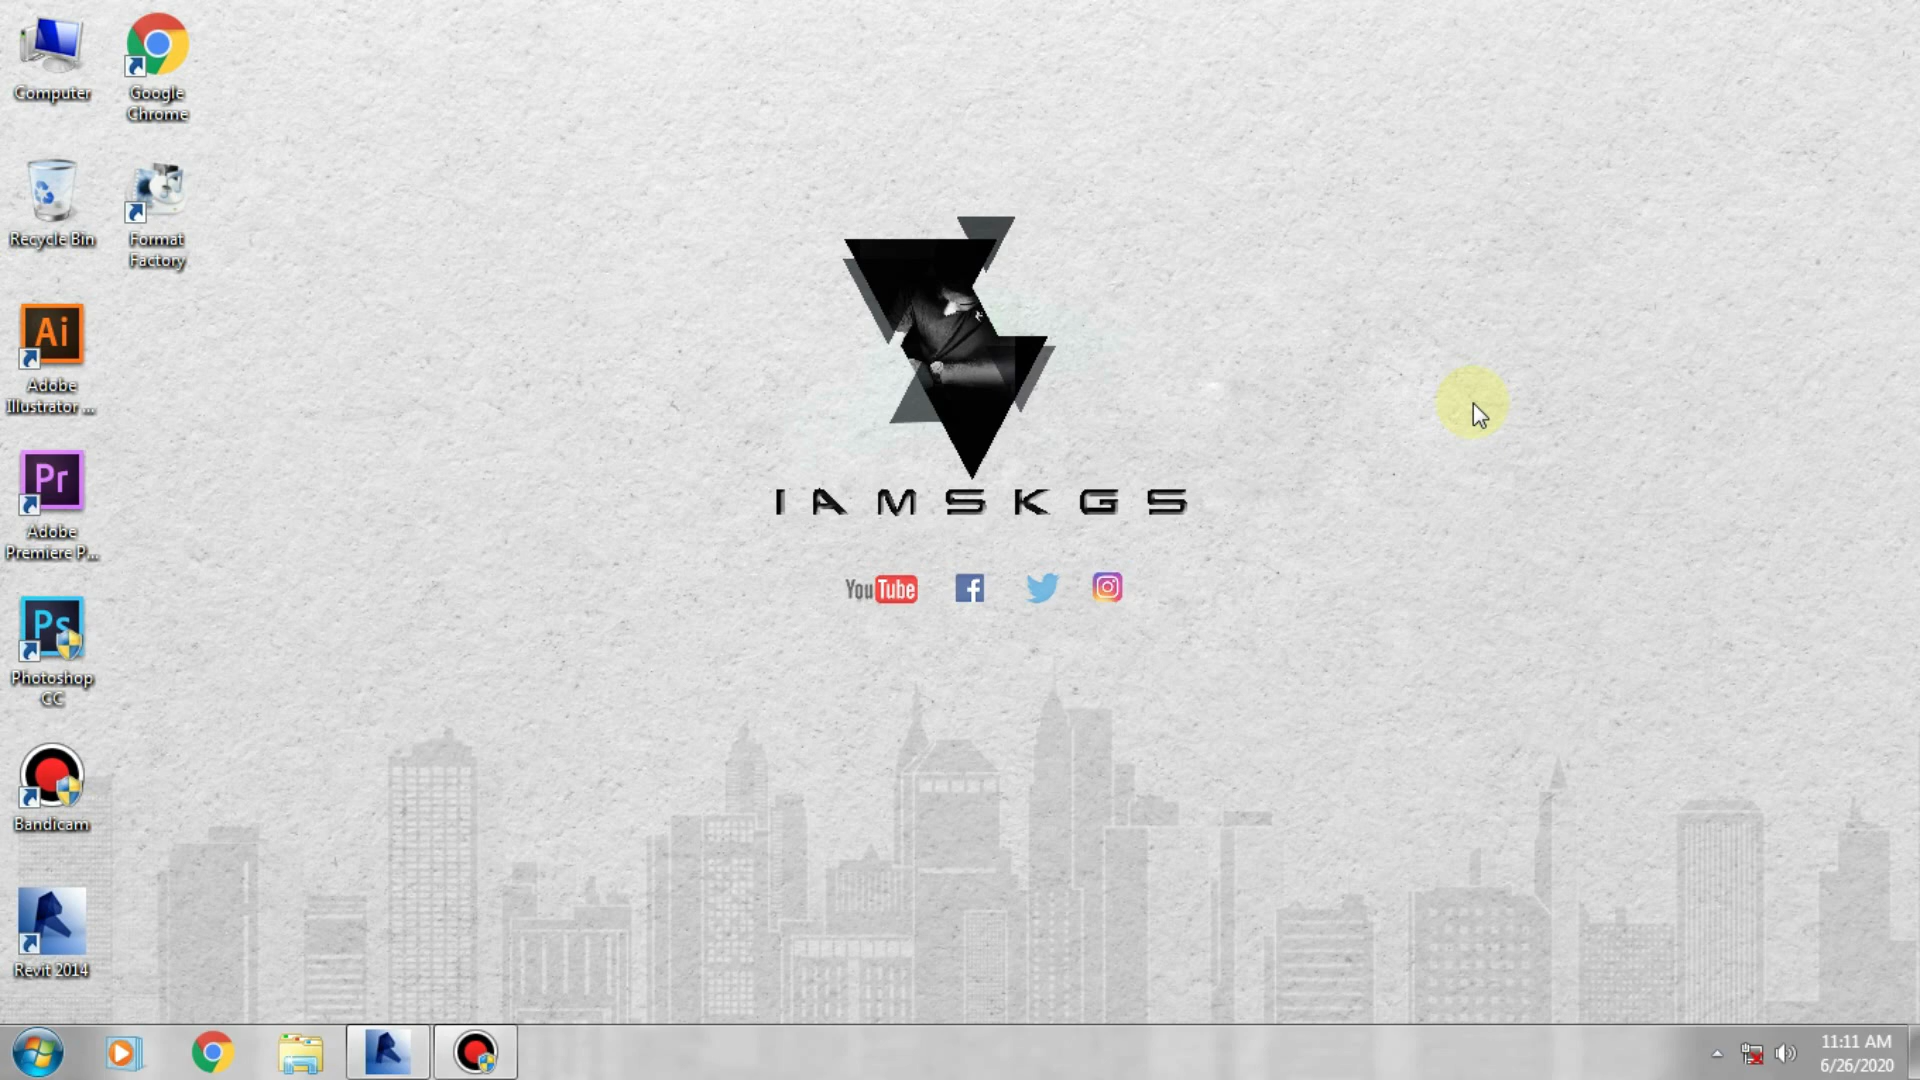 Computer
Google
Chrome
Recycle Bin
Format
Factory
Ai
Adobe
Illustrator ...
Pr
Adobe
Premiere P...
Ps
Photoshop
CC
Bandicam
Revit 2014
IAMSKGS
YouTube
11:11 AM
6/26/2020